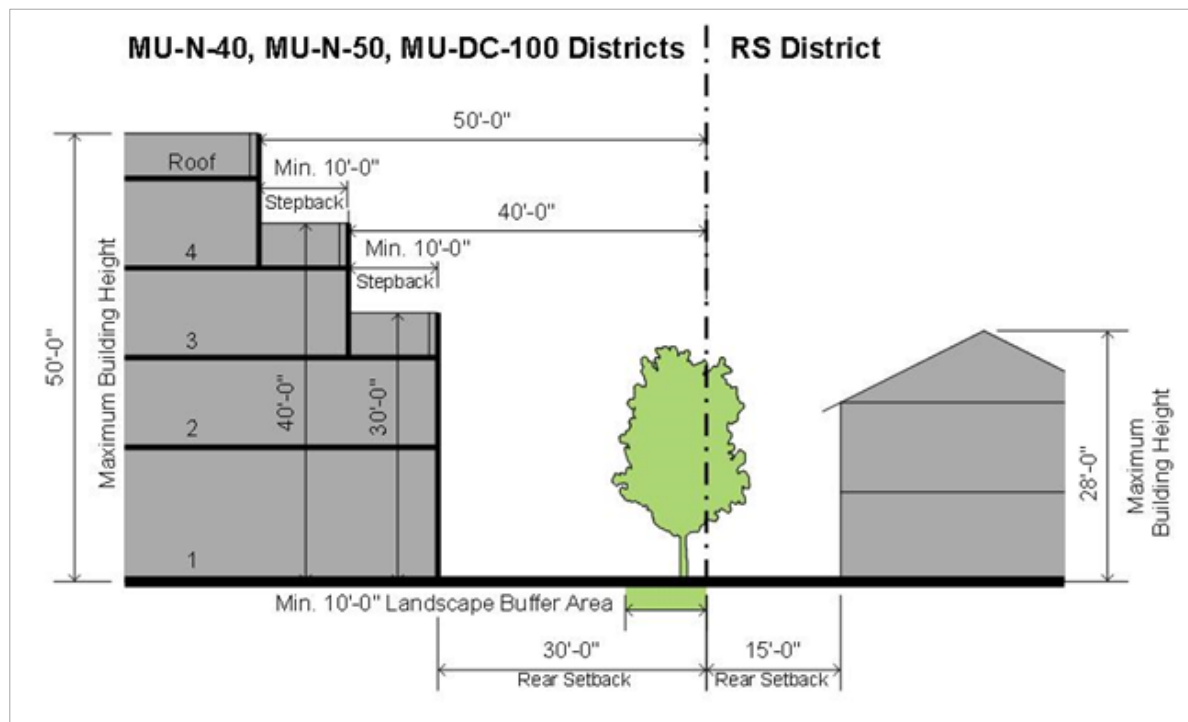 MU-N-40, MU-N-50, MU-DC-100 Districts
RS District
50'-0"
Roof
Min. 10'-0"
Stepback
40'-0"
4
Min. 10'-0"
Stepback
3
50'-0"
Maximum Building Height
40'-0"
30'-0"
2
28'-0"
Maximum
Building Height
1
Min. 10'-0" Landscape Buffer Area
30'-0"
Rear Setback
15'-0"
Rear Setback